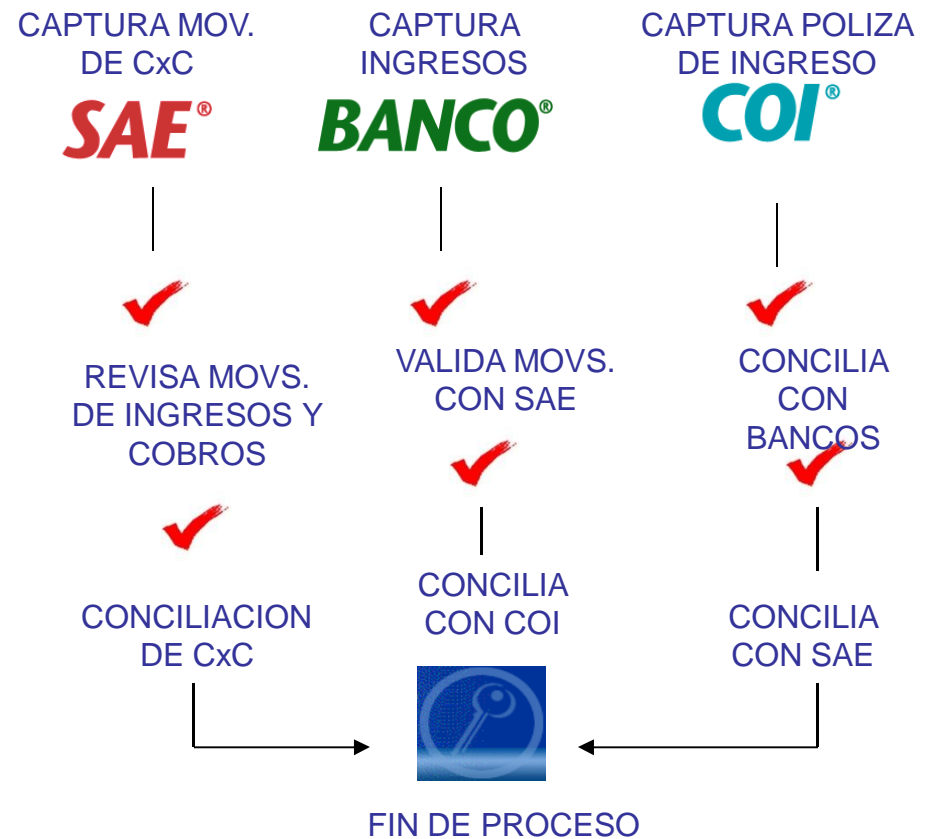 CAPTURA MOV.
DE CxC
SAE®
CAPTURA
INGRESOS
BANCO®
CAPTURA POLIZA
DE INGRESO
COI®
REVISA MOVS.
DE INGRESOS Y
COBROS
VALIDA MOVS.
CON SAE
CONCILIA
CON
BANCOS
CONCILIACION
DE CxC
CONCILIA
CON COI
CONCILIA
CON SAE
FIN DE PROCESO